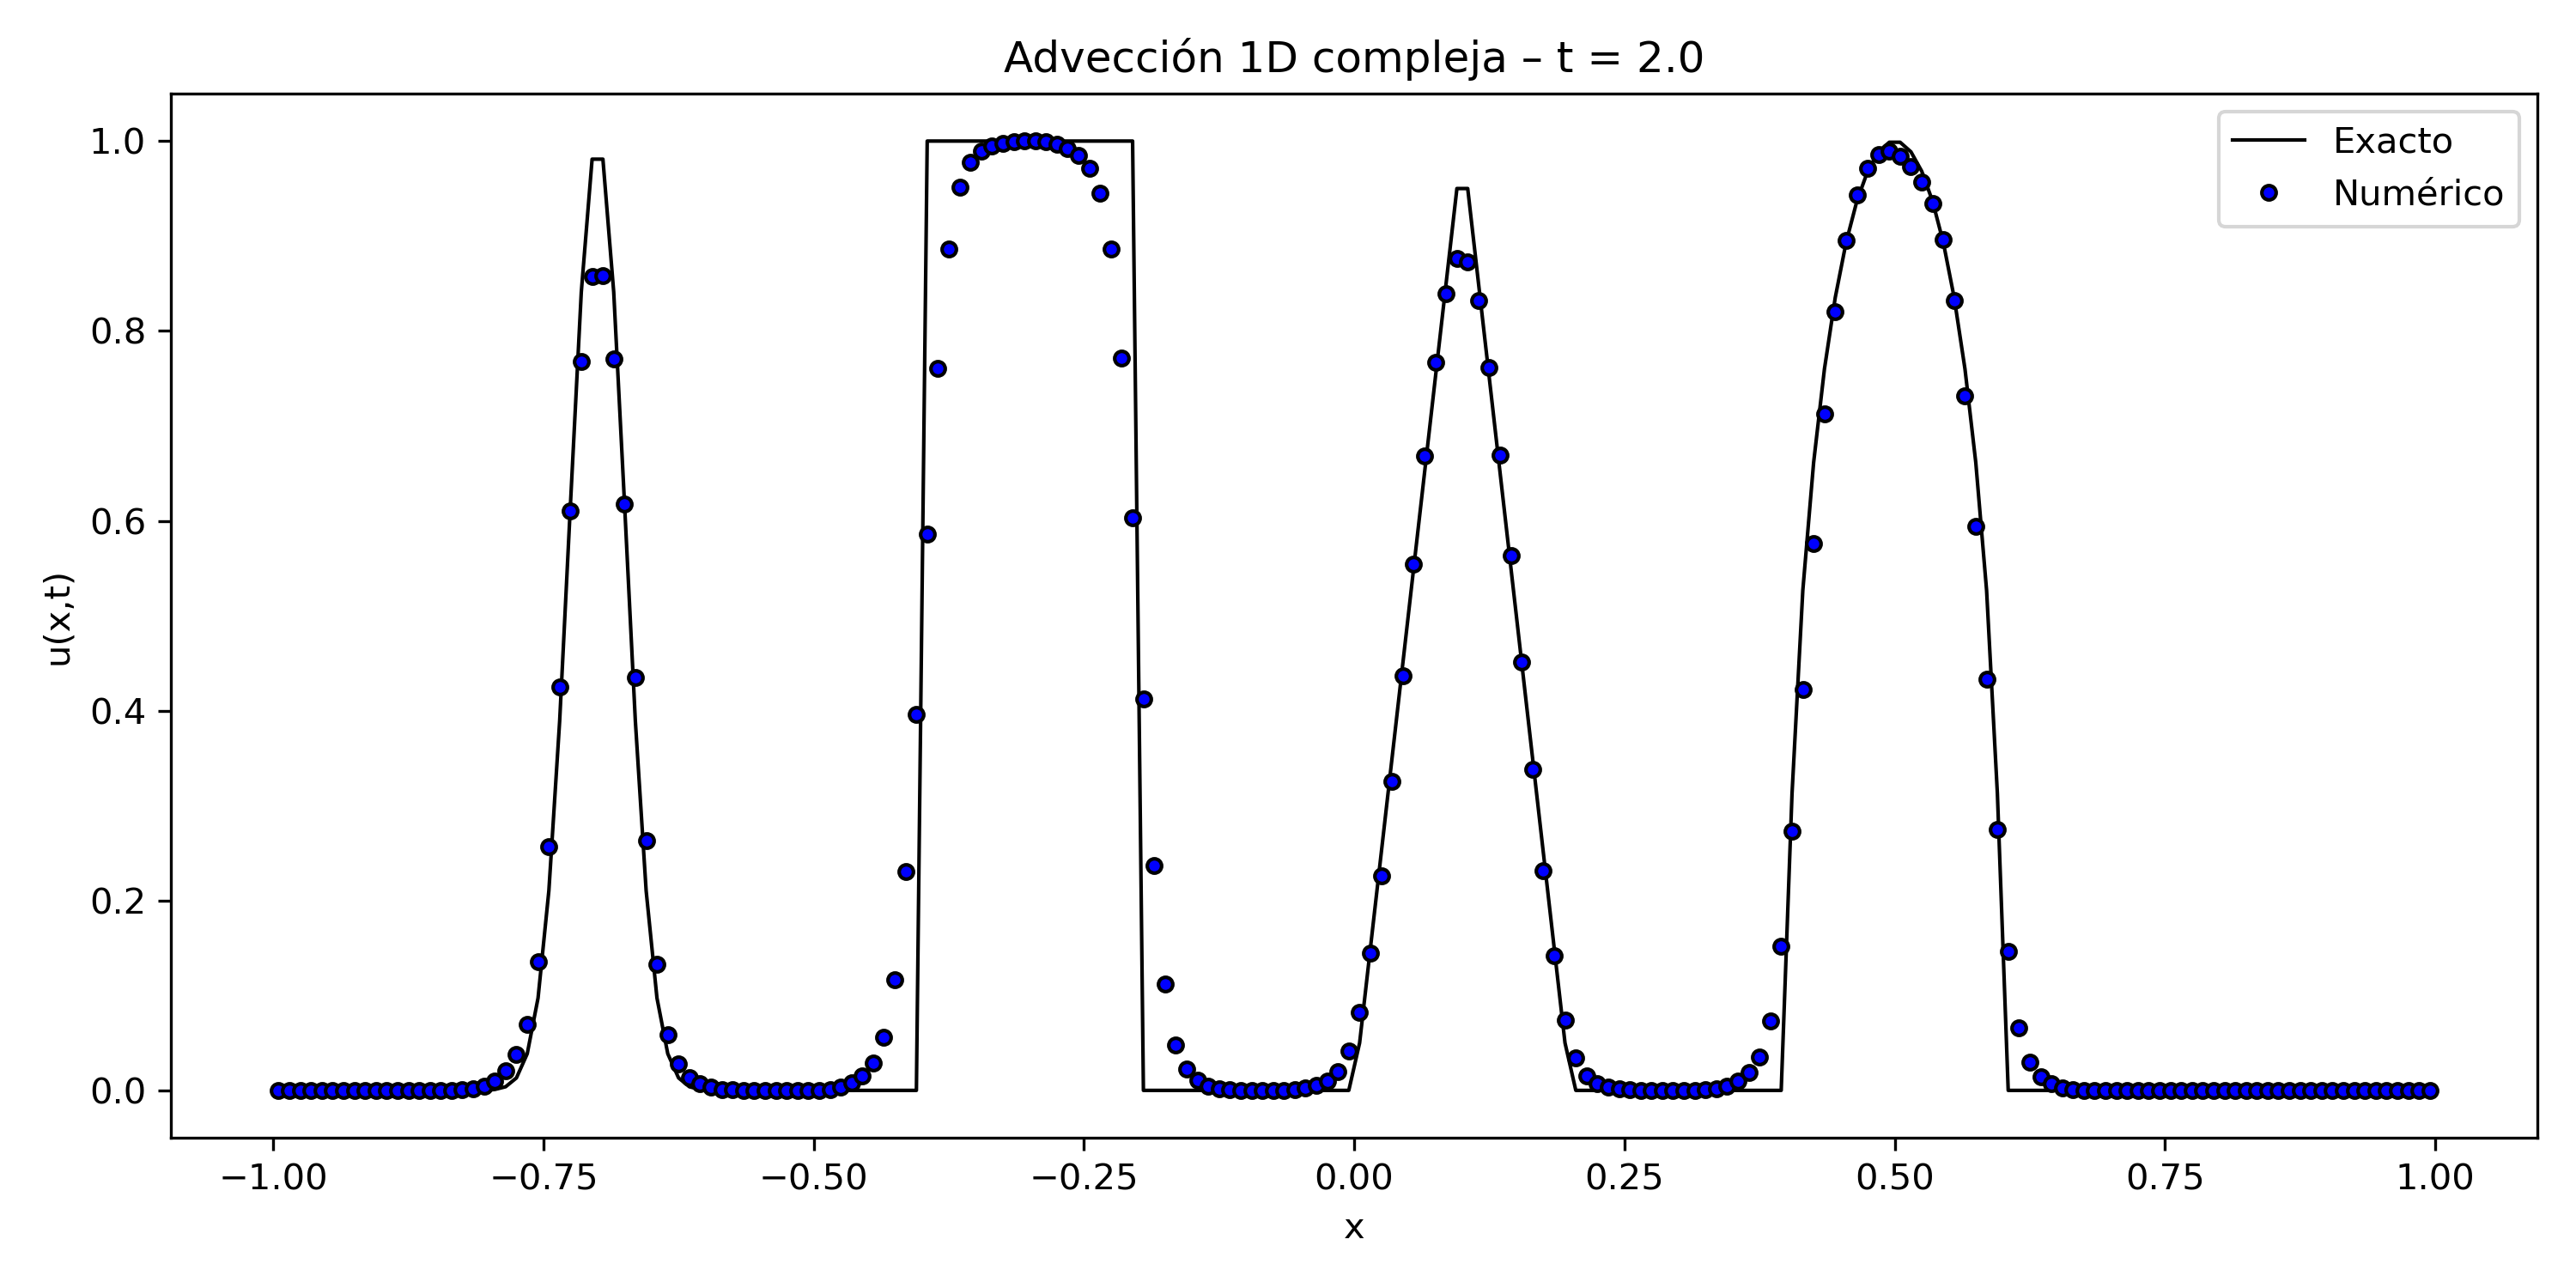 Advección 1D compleja – t = 2.0
Exacto
Numérico
u(x,t)
1.0
0.8
0.6
0.4
0.2
0.0
−1.00 −0.75 −0.50 −0.25 0.00 0.25 0.50 0.75 1.00
x